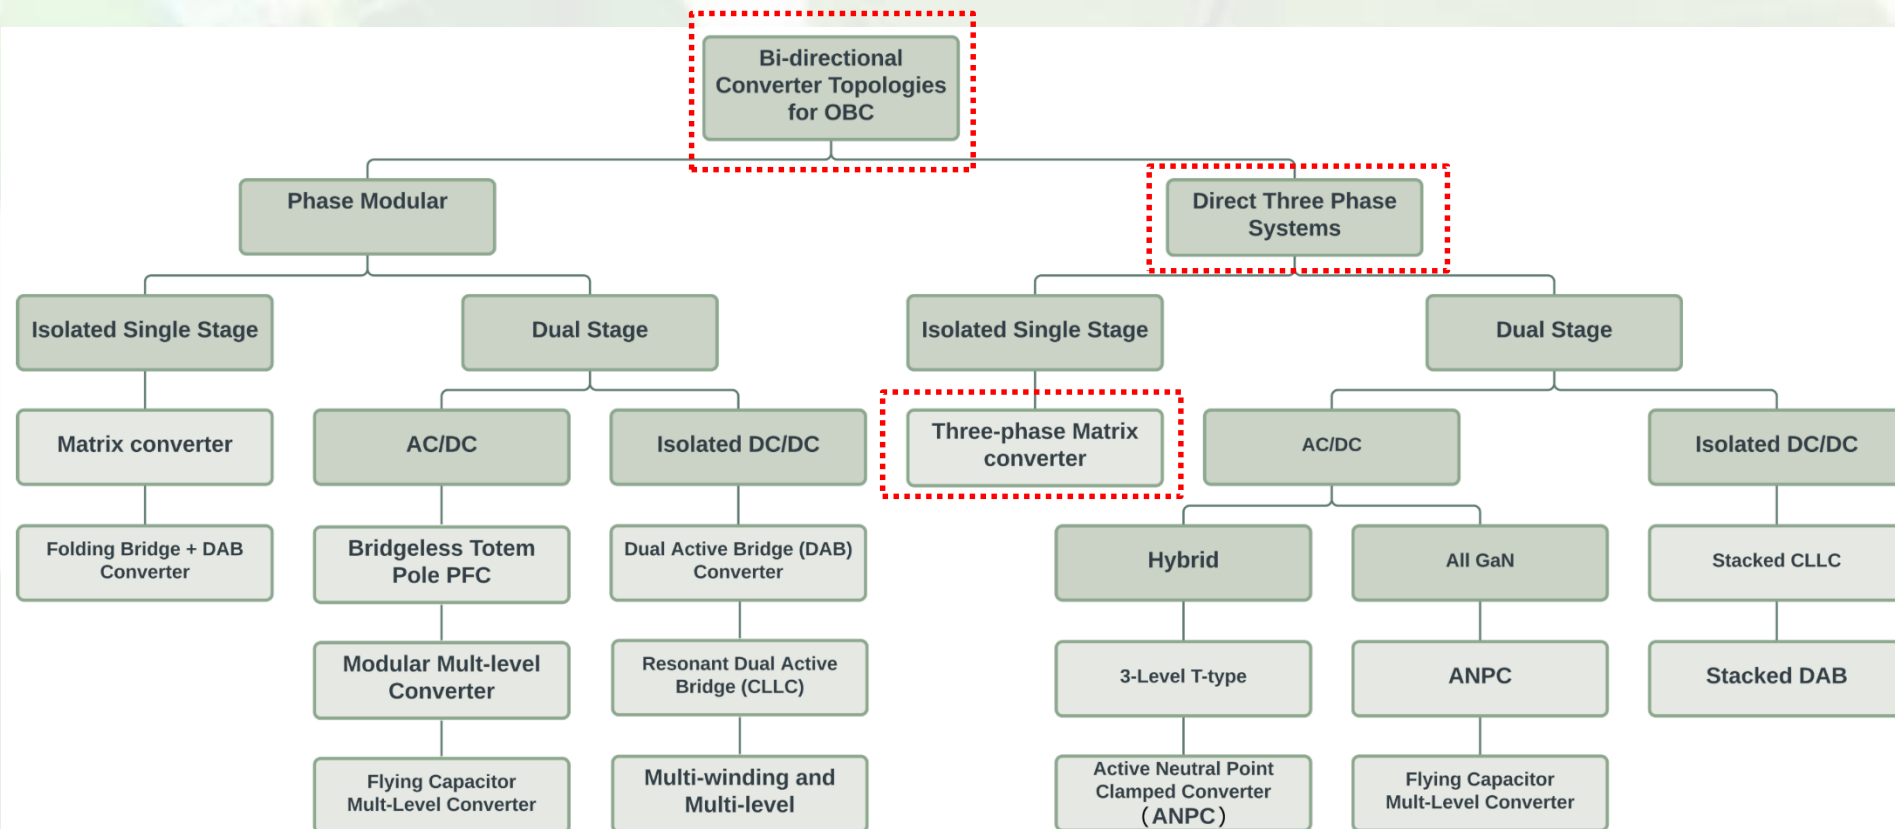 Bi-directional
Converter Topologies
for OBC
Phase Modular
Direct Three Phase
Systems
Isolated Single Stage
Dual Stage
Isolated Single Stage
Dual Stage
Matrix converter
AC/DC
Isolated DC/DC
Three-phase Matrix
converter
AC/DC
Isolated DC/DC
Folding Bridge + DAB
Converter
Bridgeless Totem
Pole PFC
Dual Active Bridge (DAB)
Converter
Hybrid
All GaN
Stacked CLLC
Modular Mult-level
Converter
Resonant Dual Active
Bridge (CLLC)
3-Level T-type
ANPC
Stacked DAB
Flying Capacitor
Mult-Level Converter
Multi-winding and
Multi-level
Active Neutral Point
Clamped Converter
（ANPC）
Flying Capacitor
Mult-Level Converter